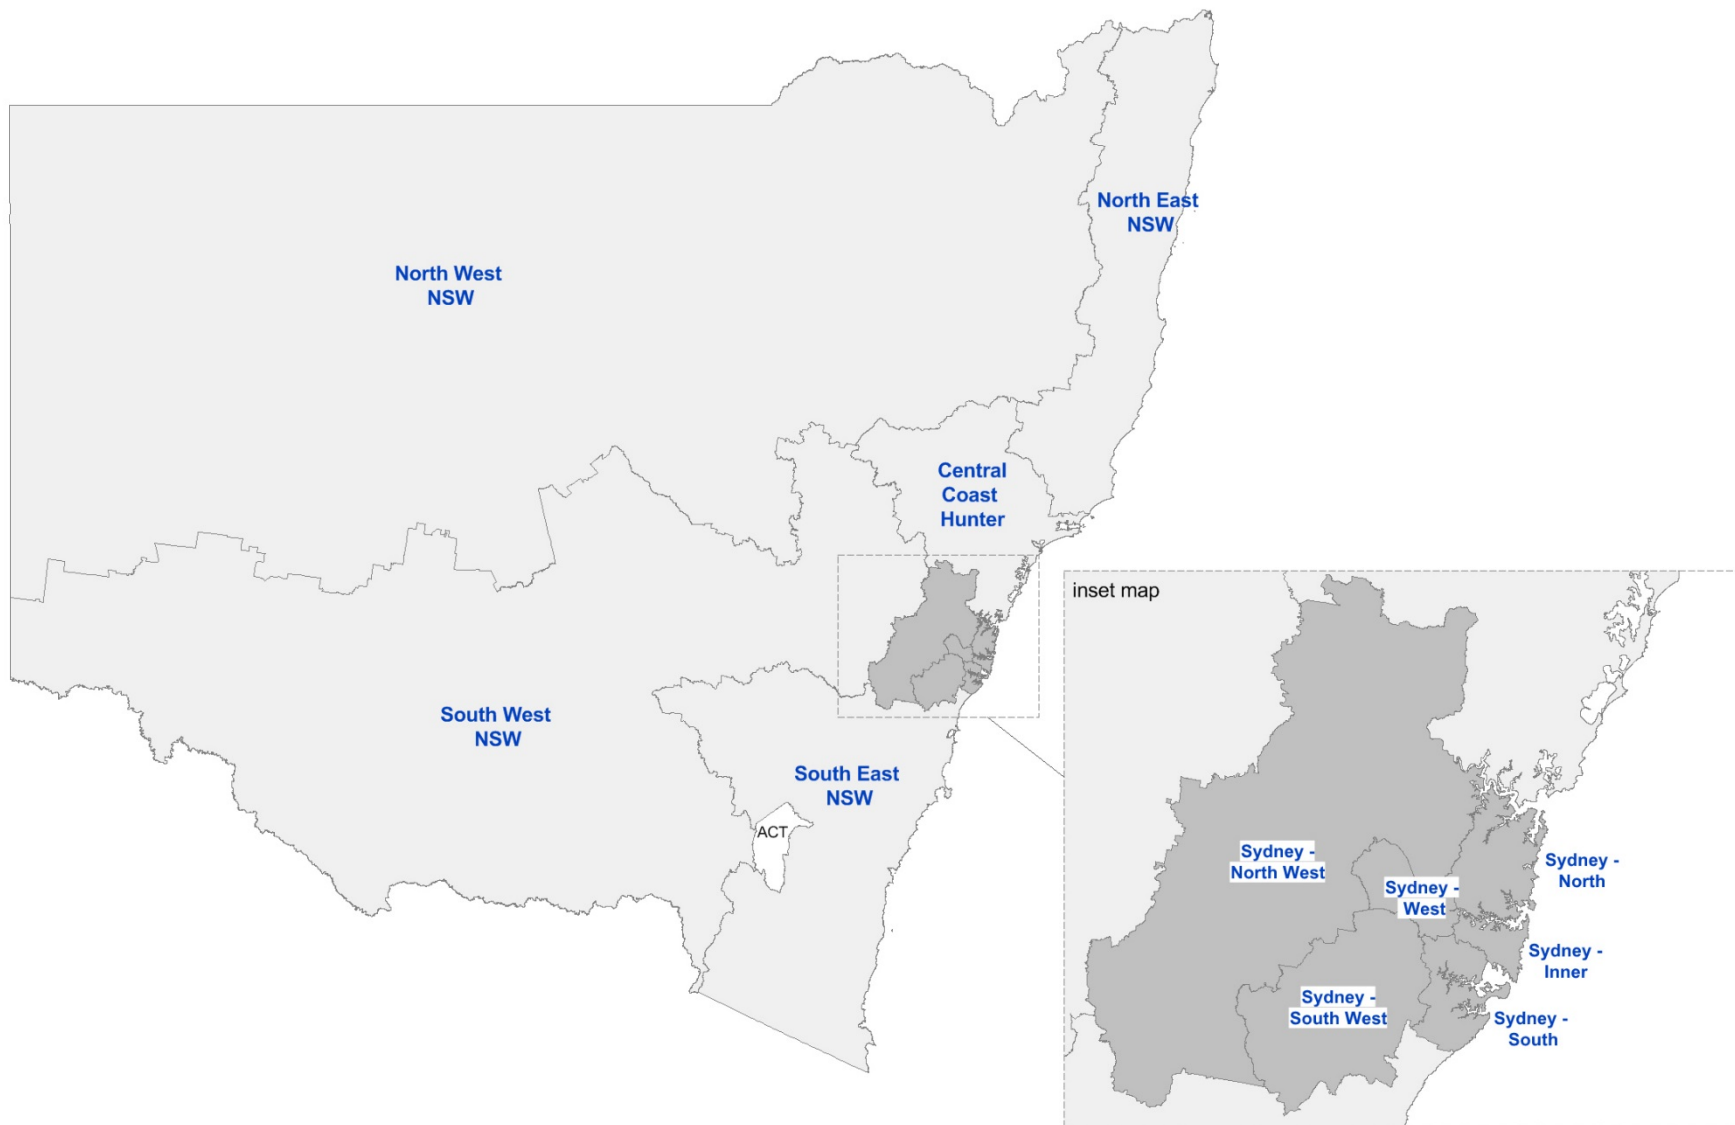 North East
NSW
North West
NSW
Central
Coast
Hunter
South West
NSW
South East
NSW
ACT
inset map
Sydney -
North West
Sydney -
North
Sydney -
West
Sydney -
Inner
Sydney -
South West
Sydney -
South